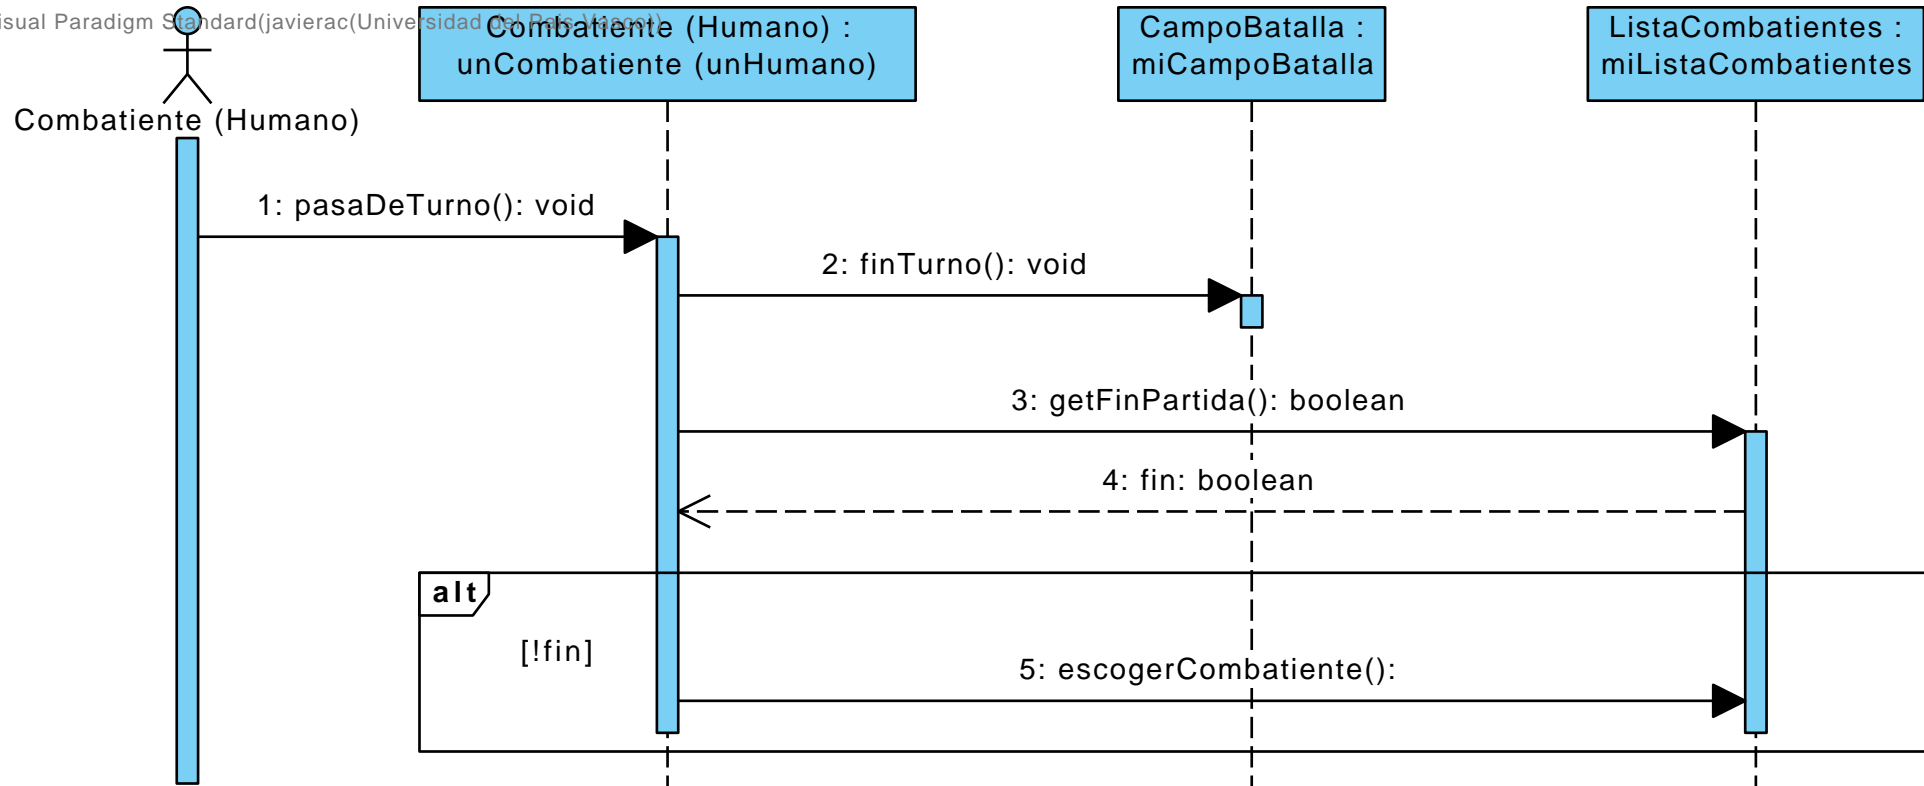 isual Paradigm Standard(javierac(Universidad del Pais Vasco))
Combatiente (Humano) :
unCombatiente (unHumano)
CampoBatalla :
miCampoBatalla
ListaCombatientes :
miListaCombatientes
Combatiente (Humano)
1: pasaDeTurno(): void
2: finTurno(): void
3: getFinPartida(): boolean
4: fin: boolean
alt
[!fin]
5: escogerCombatiente():